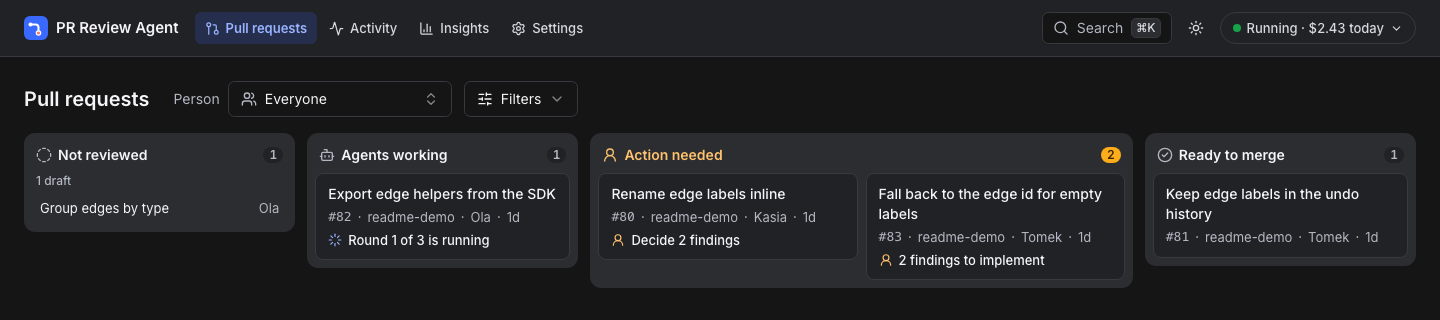 PR Review Agent
Pull requests
Activity
Insights
Settings
Search ⌘K
Running · $2.43 today
Pull requests
Person
Everyone
Filters
Not reviewed 1
1 draft
Group edges by type Ola
Agents working 1
Export edge helpers from the SDK
#82 · readme-demo · Ola · 1d
Round 1 of 3 is running
Action needed 2
Rename edge labels inline
#80 · readme-demo · Kasia · 1d
Decide 2 findings
Fall back to the edge id for empty
labels
#83 · readme-demo · Tomek · 1d
2 findings to implement
Ready to merge 1
Keep edge labels in the undo
history
#81 · readme-demo · Tomek · 1d